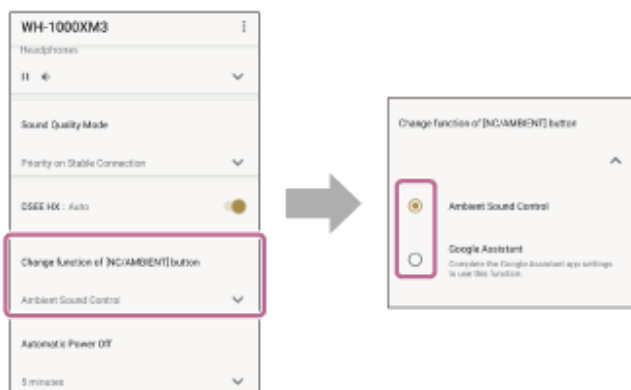 WH-1000XM3
Headphones
Sound Quality Mode
Priority on Stable Connection
DSEE HX : Auto
Change function of [NC/AMBIENT] button
Ambient Sound Control
Automatic Power Off
5 minutes
Change function of [NC/AMBIENT] button
Ambient Sound Control
Google Assistant
Complete the Google Assistant app settings
to use this function.